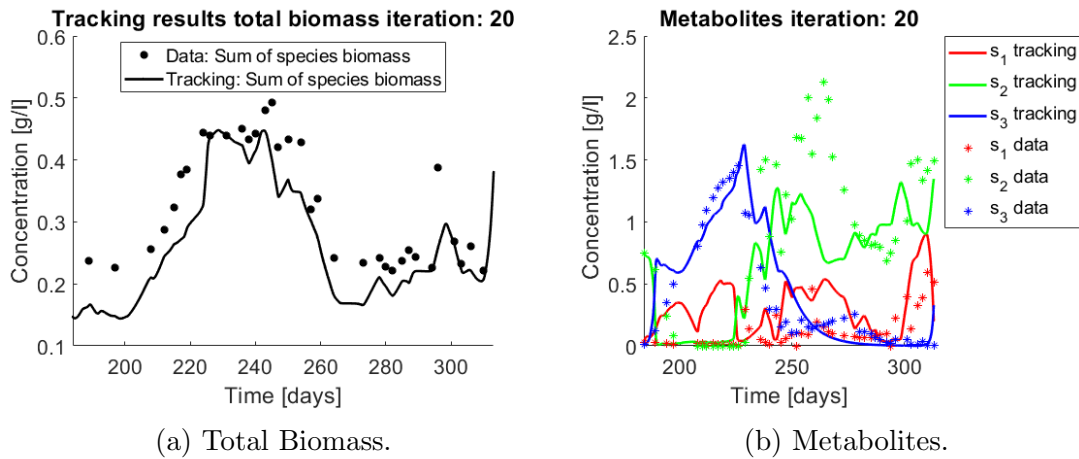 Tracking results total biomass iteration: 20
0.6
0.5
0.4
0.3
0.2
0.1
Concentration [g/l]
Data: Sum of species biomass
Tracking: Sum of species biomass
200
220
240
260
280
300
Time [days]
(a) Total Biomass.
Metabolites iteration: 20
2.5
2
1.5
1
0.5
0
Concentration [g/l]
s1 tracking
s2 tracking
s3 tracking
s1 data
s2 data
s3 data
200
250
300
Time [days]
(b) Metabolites.